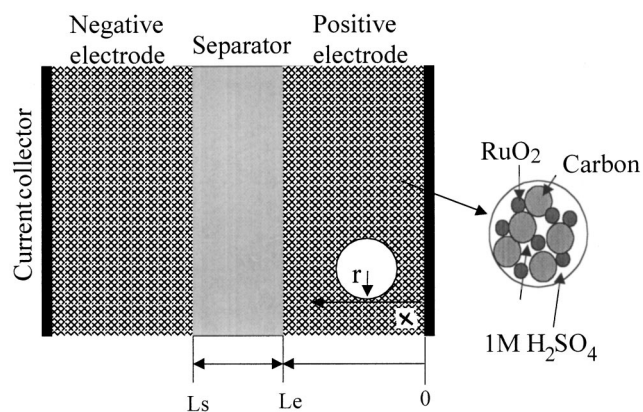 Negative
electrode
Separator
Positive
electrode
Current collector
RuO2
Carbon
r
x
1M H2SO4
Ls
Le
0